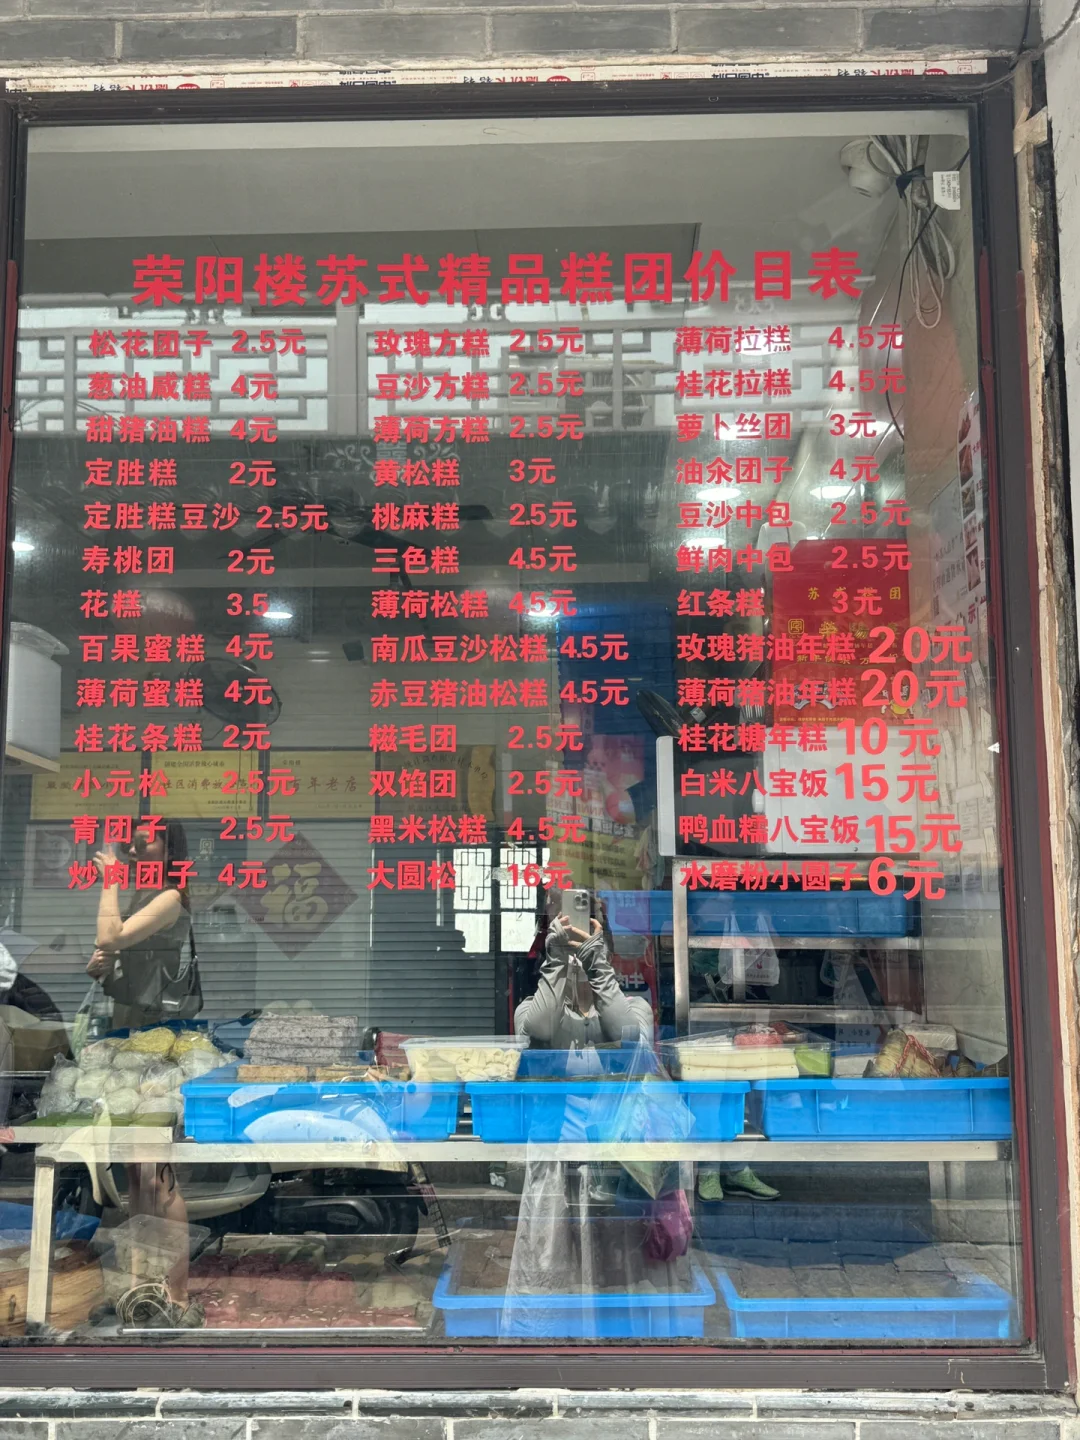 荣阳楼苏式精品糕团价目表
松花团子 2.5元
葱油咸糕 4元
甜猪油糕 4元
定胜糕 2元
定胜糕豆沙 2.5元
寿桃团 2元
花糕 3.5
百果蜜糕 4元
薄荷蜜糕 4元
桂花条糕 2元
小元松 2.5元
青团子 2.5元
炒肉团子 4元
玫瑰方糕 2.5元
豆沙方糕 2.5元
薄荷方糕 2.5元
黄松糕 3元
桃麻糕 2.5元
三色糕 4.5元
薄荷松糕 4.5元
南瓜豆沙松糕 4.5元
赤豆猪油松糕 4.5元
糍毛团 2.5元
双馅团 2.5元
黑米松糕 4.5元
大圆松 16元
薄荷拉糕 4.5元
桂花拉糕 4.5元
萝卜丝团 3元
油氽团子 4元
豆沙中包 2.5元
鲜肉中包 2.5元
红条糕 3元
玫瑰猪油年糕 20元
薄荷猪油年糕 20元
桂花糖年糕 10元
白米八宝饭 15元
鸭血糯八宝饭 15元
水磨粉小圆子 6元
福